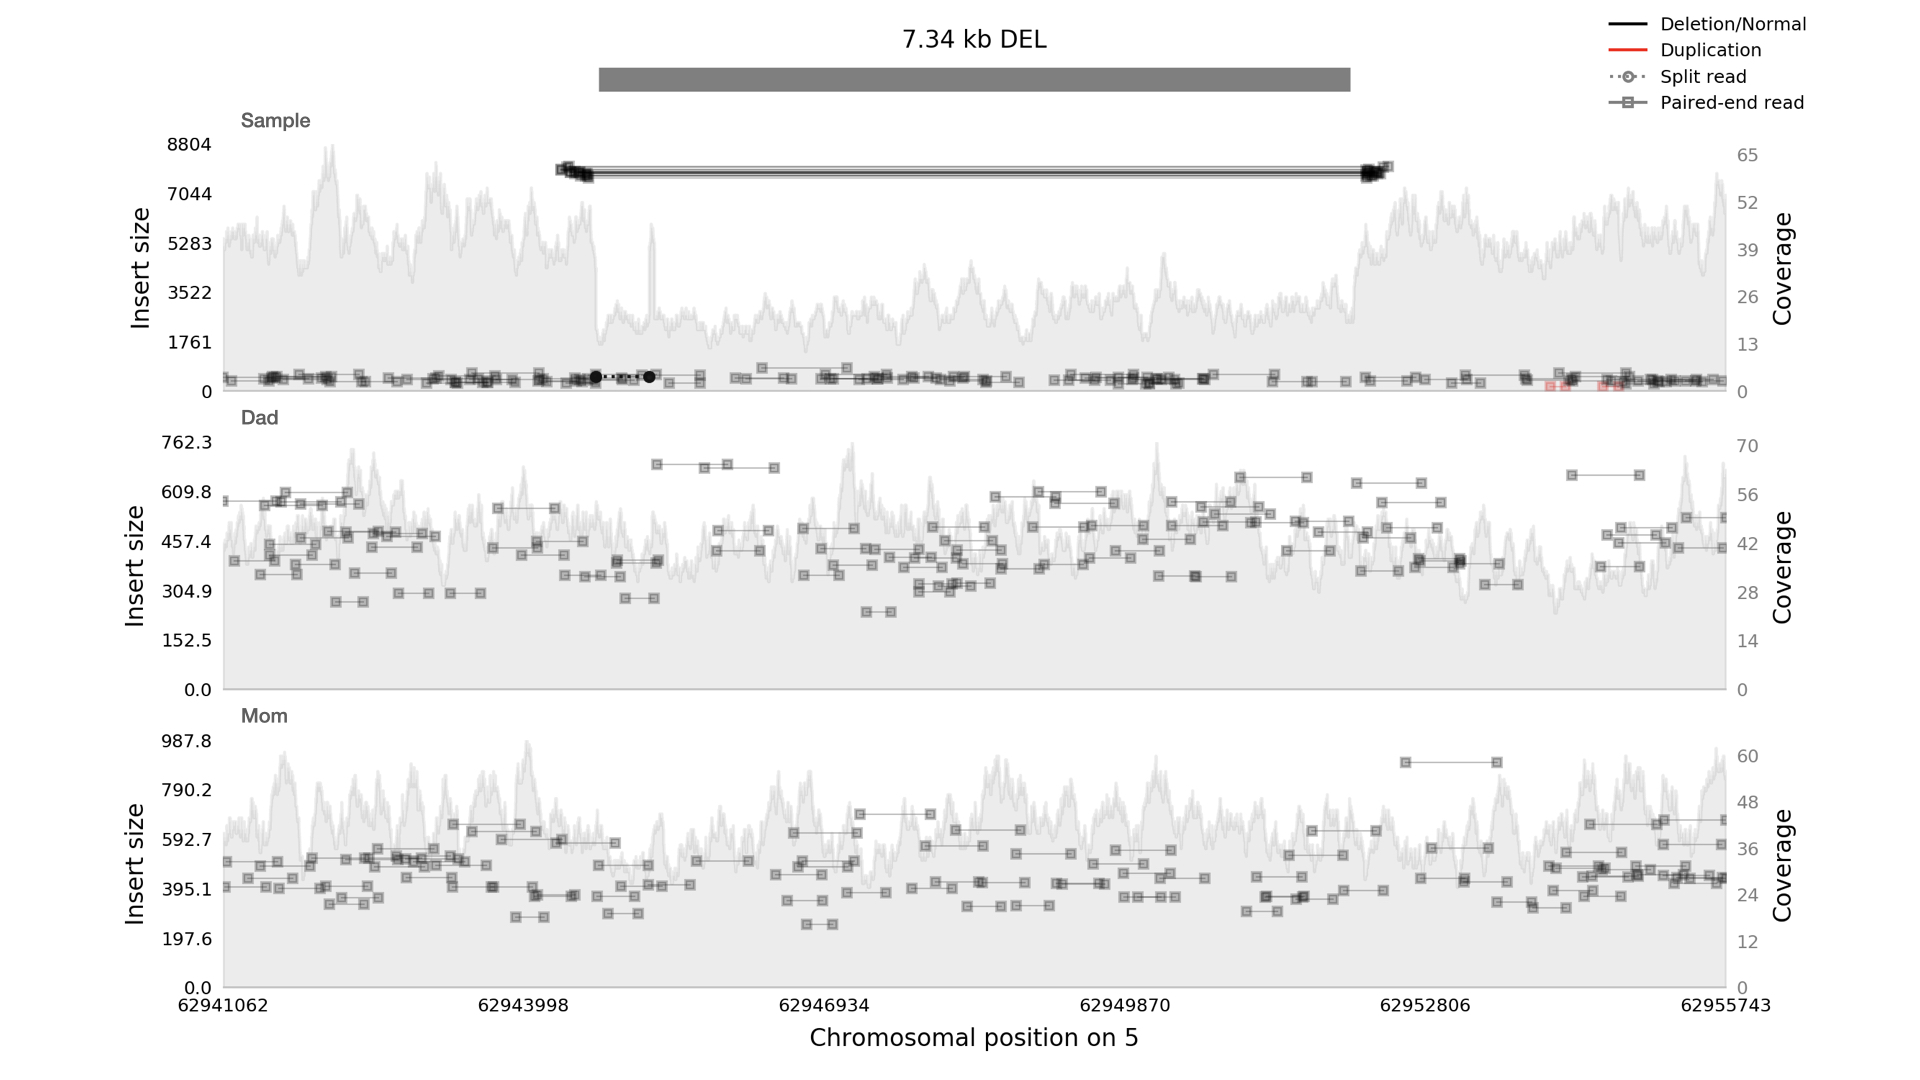 7.34 kb DEL
Deletion/Normal
Duplication
Split read
Paired-end read
Sample
8804
7044
5283
3522
1761
0
Insert size
65
52
39
26
13
0
Coverage
Dad
762.3
609.8
457.4
304.9
152.5
0.0
Insert size
70
56
42
28
14
0
Coverage
Mom
987.8
790.2
592.7
395.1
197.6
0.0
Insert size
60
48
36
24
12
0
Coverage
62941062 62943998 62946934 62949870 62952806 62955743
Chromosomal position on 5